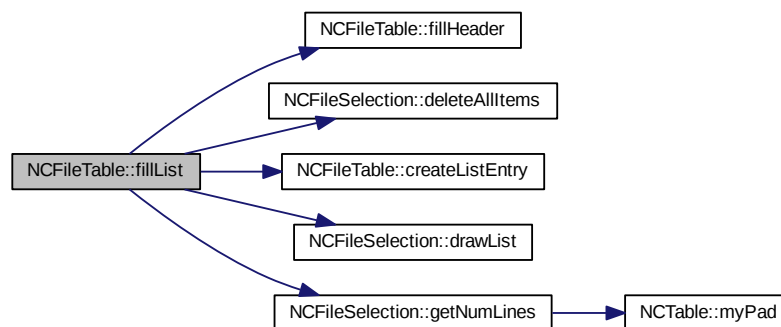 NCFileTable::fillHeader
NCFileSelection::deleteAllItems
NCFileTable::fillList
NCFileTable::createListEntry
NCFileSelection::drawList
NCFileSelection::getNumLines
NCTable::myPad